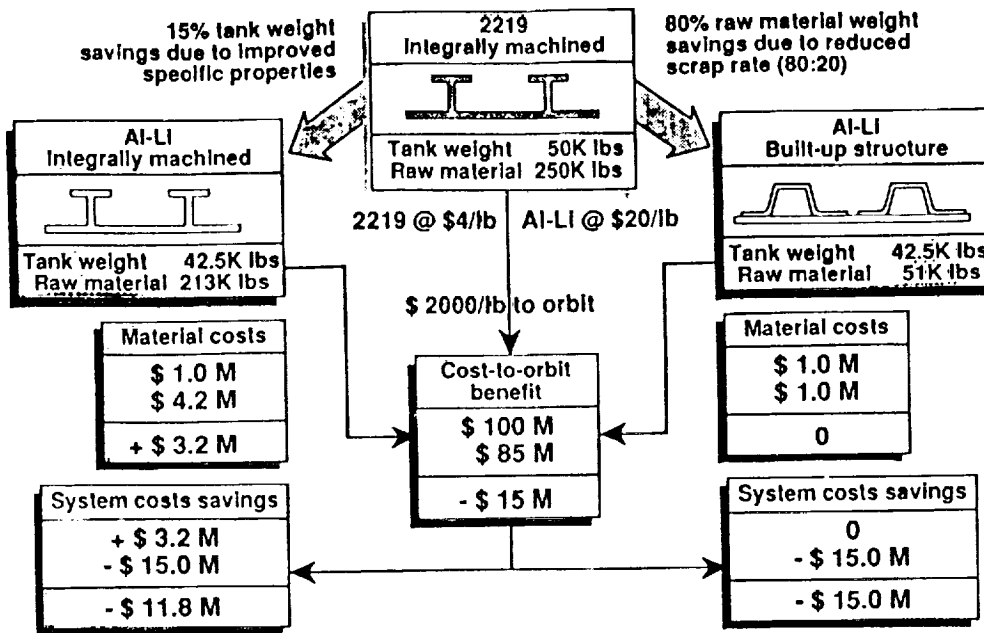 15% tank weight
savings due to improved
specific properties
2219
Integrally machined
80% raw material weight
savings due to reduced
scrap rate (80:20)
Tank weight 50K lbs
Raw material 250K lbs
Al-Li
Integrally machined
Tank weight 42.5K lbs
Raw material 213K lbs
Al-Li
Built-up structure
Tank weight 42.5K lbs
Raw material 51K lbs
2219 @ $4/lb
Al-Li @ $20/lb
$ 2000/lb to orbit
Material costs
$ 1.0 M
$ 4.2 M
+ $ 3.2 M
Cost-to-orbit
benefit
$ 100 M
$ 85 M
- $ 15 M
Material costs
$ 1.0 M
$ 1.0 M
0
System costs savings
+ $ 3.2 M
- $ 15.0 M
- $ 11.8 M
System costs savings
0
- $ 15.0 M
- $ 15.0 M